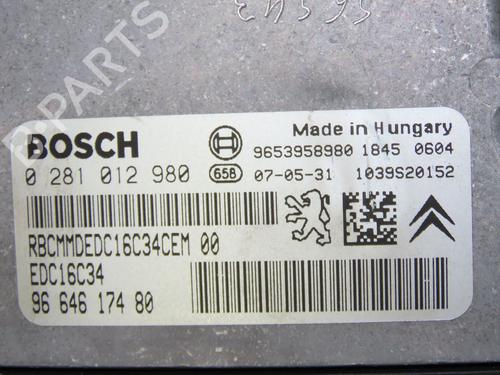 B PARTS
BOSCH
Made in Hungary
9653958980 1845 0604
0 281 012 980
658
07-05-31 1039S20152
RBCMMDEDC16C34CEM 00
EDC16C34
96 646 174 80